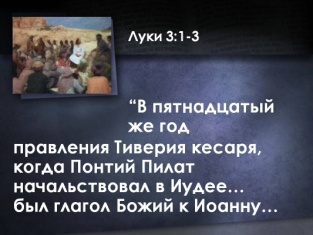 Луки 3:1-3
“В пятнадцатый
же год
правления Тиверия кесаря,
когда Понтий Пилат
начальствовал в Иудее…
был глагол Божий к Иоанну…